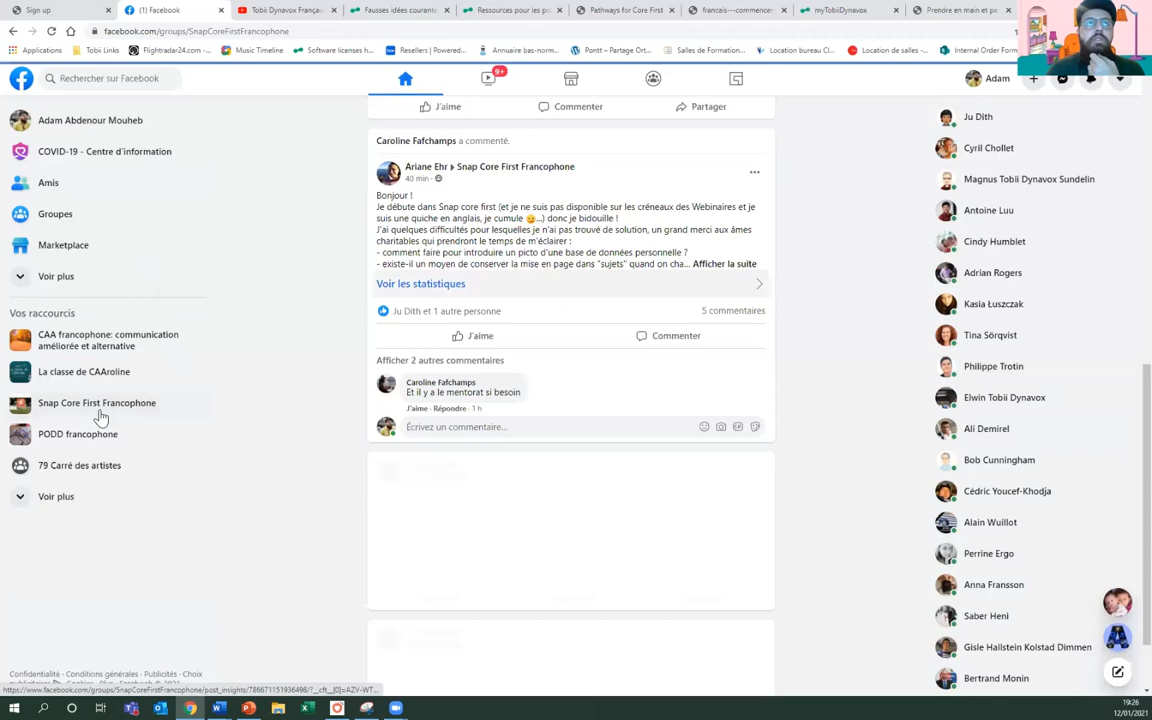 Sign up
(1) Facebook
Tobii Dynavox Françai
Fausses idées courant
Ressources pour les pr
Pathways for Core First
francais---commencer
myTobiiDynavox
Prendre en main et pe
facebook.com/groups/SnapCoreFirstFrancophone
Applications
Tobii Links
Flightradar24.com -...
Music Timeline
Software licenses h...
Resellers | Powered...
Annuaire bas-norm...
Pontt – Partage Ort...
Salles de Formation...
Location bureau Cl...
Location de salles -...
Internal Order Form
Rechercher sur Facebook
9+
Adam
J'aime
Commenter
Partager
Adam Abdenour Mouheb
COVID-19 - Centre d'information
Amis
Groupes
Marketplace
Voir plus
Vos raccourcis
CAA francophone: communication
améliorée et alternative
La classe de CAAroline
Snap Core First Francophone
PODD francophone
79 Carré des artistes
Voir plus
Caroline Fafchamps a commenté.
Ariane Ehr ▸ Snap Core First Francophone
40 min ·
Bonjour !
Je débute dans Snap core first (et je ne suis pas disponible sur les créneaux des Webinaires et je
suis une quiche en anglais, je cumule 😉...) donc je bidouille !
J'ai quelques difficultés pour lesquelles je n'ai pas trouvé de solution, un grand merci aux âmes
charitables qui prendront le temps de m'éclairer :
- comment faire pour introduire un picto d'une base de données personnelle ?
- existe-il un moyen de conserver la mise en page dans "sujets" quand on cha... Afficher la suite
Voir les statistiques
Ju Dith et 1 autre personne
5 commentaires
J'aime
Commenter
Afficher 2 autres commentaires
Caroline Fafchamps
Et il y a le mentorat si besoin
J'aime · Répondre · 1 h
Écrivez un commentaire...
Ju Dith
Cyril Chollet
Magnus Tobii Dynavox Sundelin
Antoine Luu
Cindy Humblet
Adrian Rogers
Kasia Łuszczak
Tina Sörqvist
Philippe Trotin
Elwin Tobii Dynavox
Ali Demirel
Bob Cunningham
Cédric Youcef-Khodja
Alain Wuillot
Perrine Ergo
Anna Fransson
Saber Heni
Gisle Hallstein Kolstad Dimmen
Bertrand Monin
Confidentialité · Conditions générales · Publicités · Choix
https://www.facebook.com/groups/SnapCoreFirstFrancophone/post_insights/786671151936498/?__cft__[0]=AZV-WT...
19:26
12/01/2021